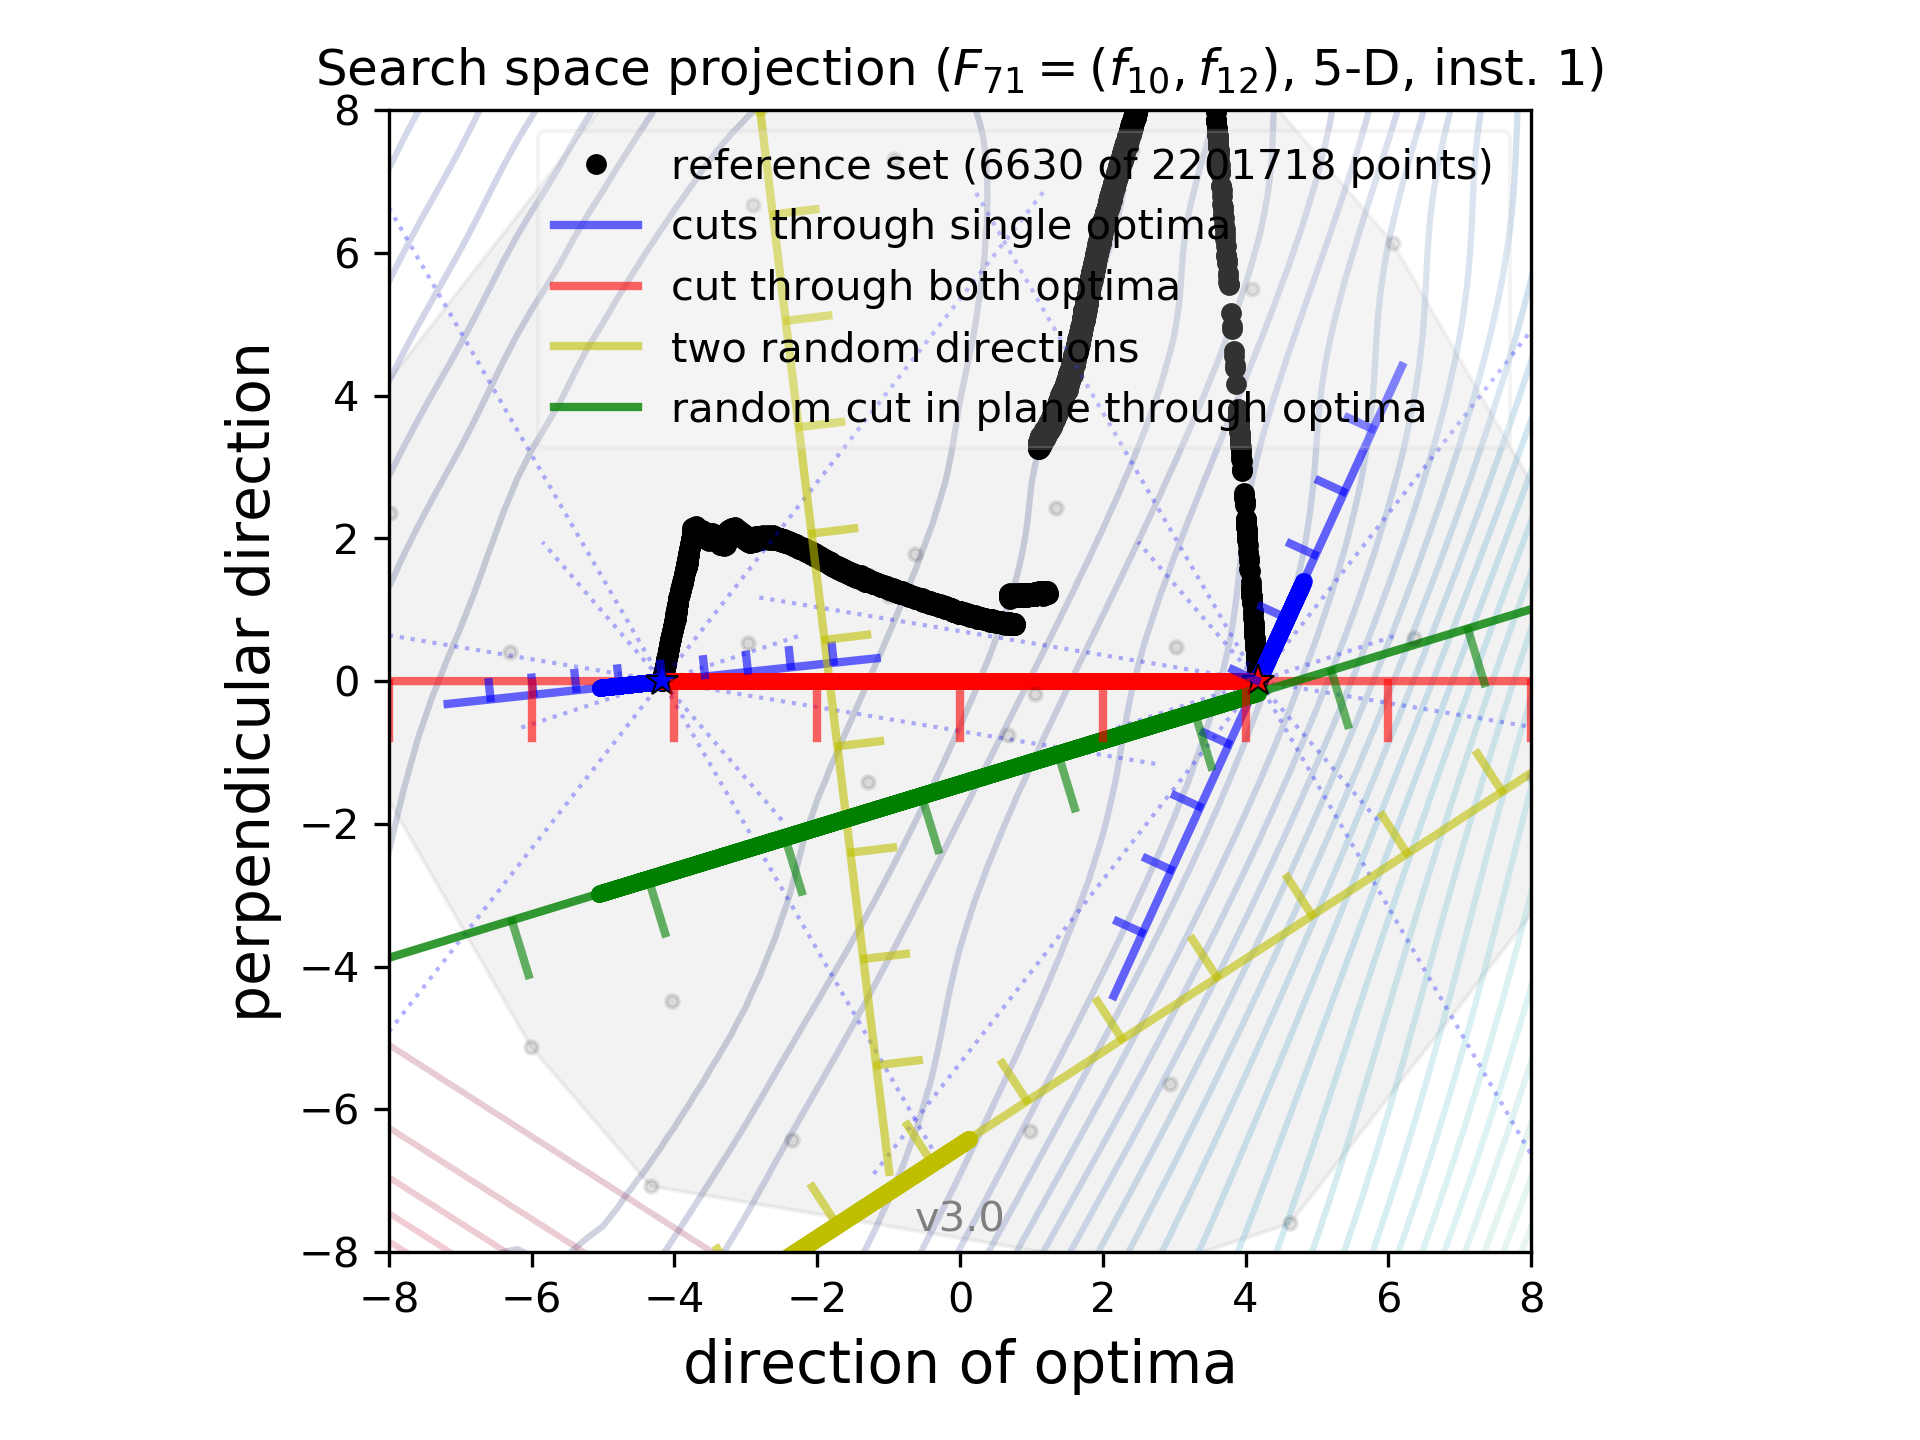 Search space projection (F71 = (f10, f12), 5-D, inst. 1)
reference set (6630 of 2201718 points)
cuts through single optima
cut through both optima
two random directions
random cut in plane through optima
perpendicular direction
8
6
4
2
0
−2
−4
−6
−8
v3.0
−8 −6 −4 −2 0 2 4 6 8
direction of optima